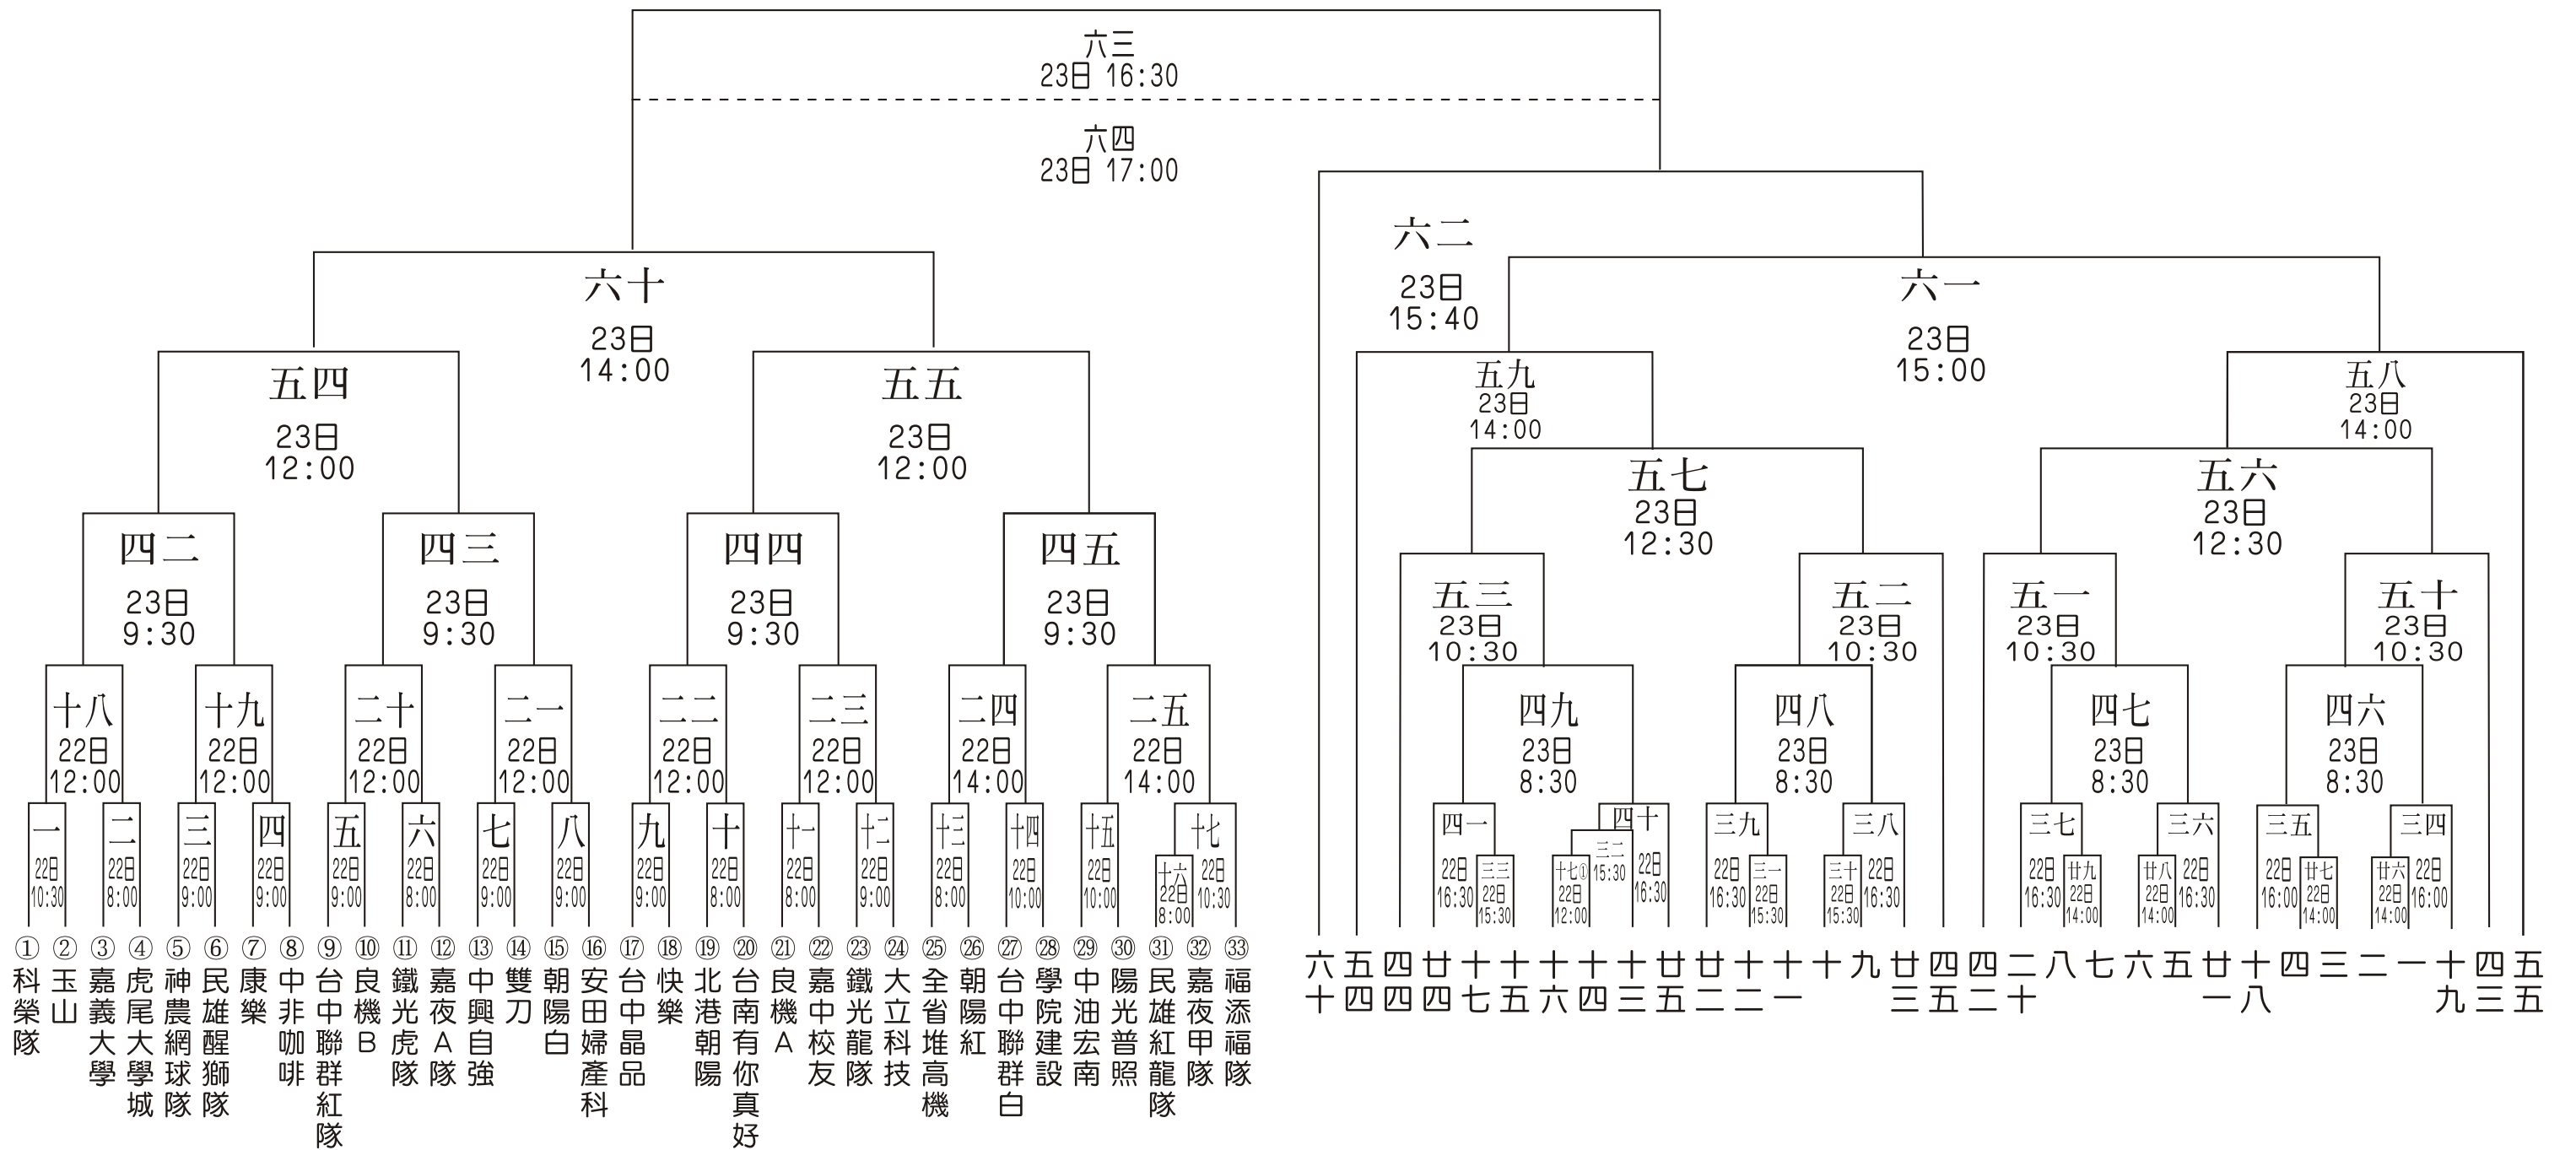 六三
23日 16:30
六四
23日 17:00
六二
23日
15:40
六十
23日
14:00
六一
23日
15:00
五四
23日
12:00
五五
23日
12:00
五九
23日
14:00
五八
23日
14:00
五七
23日
12:30
五六
23日
12:30
四二
23日
9:30
四三
23日
9:30
四四
23日
9:30
四五
23日
9:30
五三
23日
10:30
五二
23日
10:30
五一
23日
10:30
五十
23日
10:30
十八
22日
12:00
十九
22日
12:00
二十
22日
12:00
二一
22日
12:00
二二
22日
12:00
二三
22日
12:00
二四
22日
14:00
二五
22日
14:00
四九
23日
8:30
四八
23日
8:30
四七
23日
8:30
四六
23日
8:30
一
22日
10:30
二
22日
8:00
三
22日
9:00
四
22日
9:00
五
22日
9:00
六
22日
8:00
七
22日
9:00
八
22日
9:00
九
22日
9:00
十
22日
8:00
十一
22日
8:00
十二
22日
9:00
十三
22日
8:00
十四
22日
10:00
十五
22日
10:00
十六
22日
8:00
十七
22日
10:30
四一
22日
16:30
三三
22日
15:30
十七①
22日
12:00
三二
15:30
四十
22日
16:30
三九
22日
16:30
三一
22日
15:30
三十
22日
15:30
三八
22日
16:30
三七
22日
16:30
廿九
22日
14:00
廿八
22日
14:00
三六
22日
16:30
三五
22日
16:00
廿七
22日
14:00
廿六
22日
14:00
三四
22日
16:00
①科榮隊
②玉山
③嘉義大學
④虎尾大學城
⑤神農網球隊
⑥民雄醒獅隊
⑦康樂
⑧中非咖啡
⑨台中聯群紅隊
⑩良機B
⑪鐵光虎隊
⑫嘉夜A隊
⑬中興自強
⑭雙刀
⑮朝陽白
⑯安田婦產科
⑰台中晶品
⑱快樂
⑲北港朝陽
⑳台南有你真好
㉑良機A
㉒嘉中校友
㉓鐵光龍隊
㉔大立科技
㉕全省堆高機
㉖朝陽紅
㉗台中聯群白
㉘學院建設
㉙中油宏南
㉚陽光普照
㉛民雄紅龍隊
㉜嘉夜甲隊
㉝福添福隊
六十
五四
四四
廿四
十七
十五
十六
十四
十三
廿五
廿二
十二
十一
十
九
廿三
四五
四二
二十
八
七
六
五
廿一
十八
四
三
二
一
十九
四三
五五